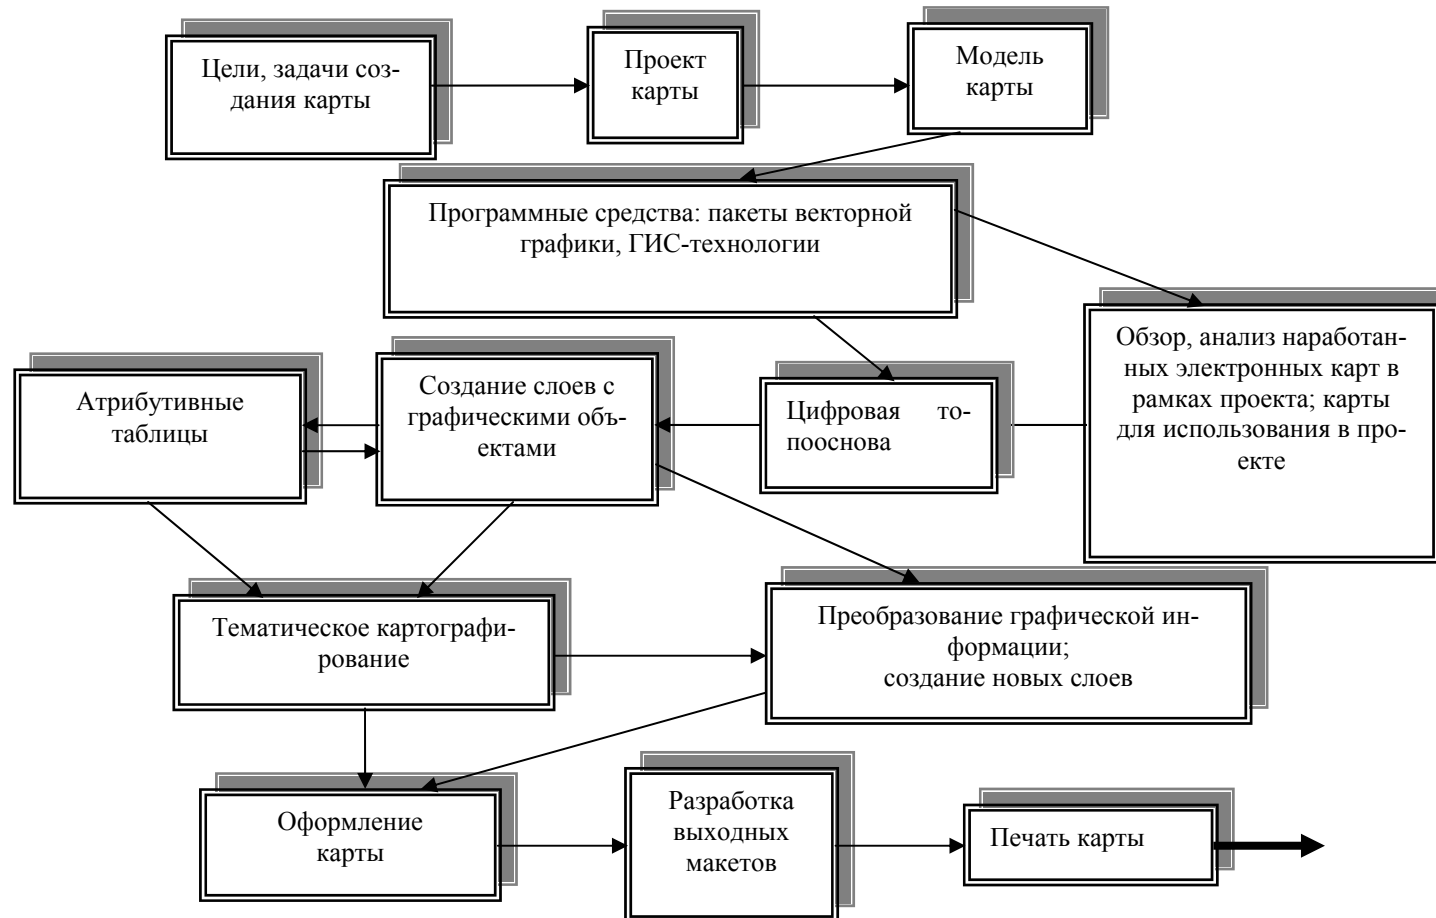 Цели, задачи соз-
дания карты
Проект
карты
Модель
карты
Программные средства: пакеты векторной
графики, ГИС-технологии
Обзор, анализ наработан-
ных электронных карт в
рамках проекта; карты
для использования в про-
екте
Атрибутивные
таблицы
Создание слоев с
графическими объ-
ектами
Цифровая то-
пооснова
Тематическое картографи-
рование
Преобразование графической ин-
формации;
создание новых слоев
Оформление
карты
Разработка
выходных
макетов
Печать карты